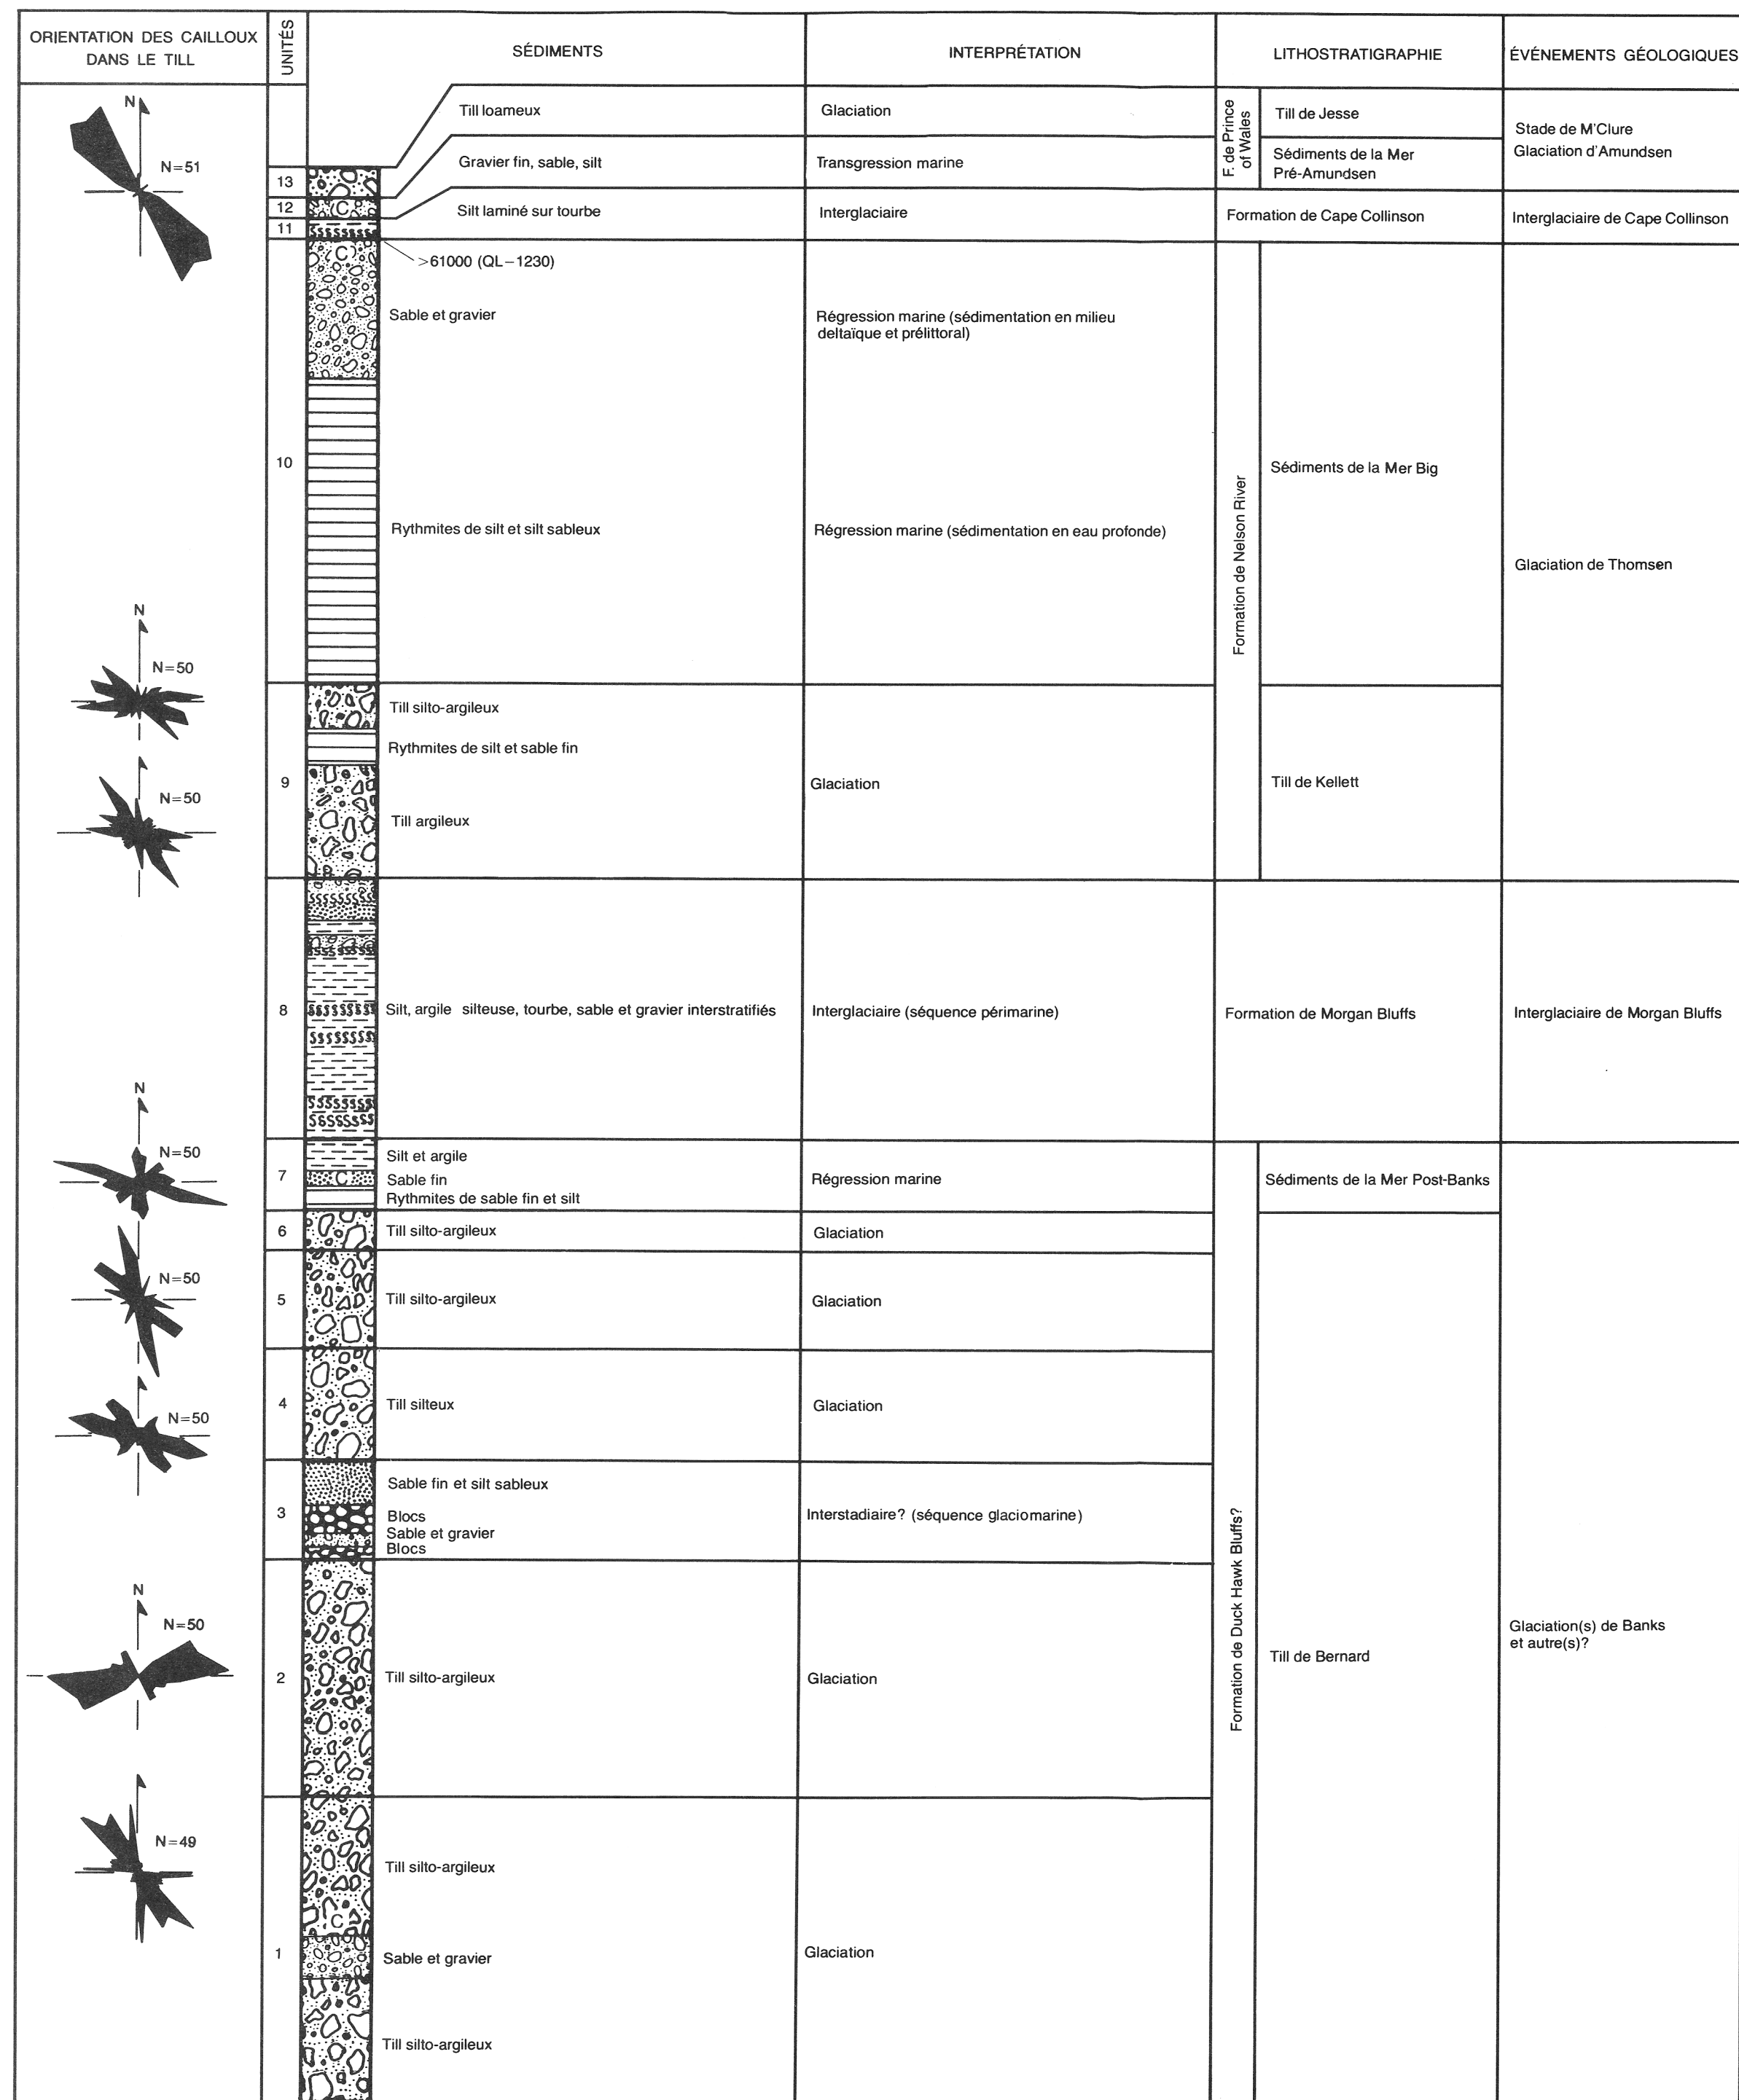 ORIENTATION DES CAILLOUX
DANS LE TILL
UNITÉS
SÉDIMENTS
INTERPRÉTATION
LITHOSTRATIGRAPHIE
ÉVÉNEMENTS GÉOLOGIQUES
N
N=51
13
Till loameux
Glaciation
F. de Prince
of Wales
Till de Jesse
Stade de M'Clure
Glaciation d'Amundsen
12
C
Gravier fin, sable, silt
Transgression marine
Sédiments de la Mer
Pré-Amundsen
11
SSSSSSSS
Silt laminé sur tourbe
Interglaciaire
Formation de Cape Collinson
Interglaciaire de Cape Collinson
>61000 (QL-1230)
10
C
Sable et gravier
Régression marine (sédimentation en milieu
deltaïque et prélittoral)
Rythmites de silt et silt sableux
Régression marine (sédimentation en eau profonde)
Formation de Nelson River
Sédiments de la Mer Big
Glaciation de Thomsen
N
N=50
N=50
9
Till silto-argileux
Rythmites de silt et sable fin
Till argileux
Glaciation
Till de Kellett
8
SSSSSSSS
SSSSSSSS
SSSSSSSS
SSSSSSSS
SSSSSSSS
SSSSSSSS
Silt, argile silteuse, tourbe, sable et gravier interstratifiés
Interglaciaire (séquence périmarine)
Formation de Morgan Bluffs
Interglaciaire de Morgan Bluffs
N
N=50
7
C
Silt et argile
Sable fin
Rythmites de sable fin et silt
Régression marine
Sédiments de la Mer Post-Banks
6
Till silto-argileux
Glaciation
N=50
5
Till silto-argileux
Glaciation
N=50
4
Till silteux
Glaciation
3
Sable fin et silt sableux
Blocs
Sable et gravier
Blocs
Interstadiaire? (séquence glaciomarine)
Formation de Duck Hawk Bluffs?
N
N=50
2
Till silto-argileux
Glaciation
Till de Bernard
Glaciation(s) de Banks
et autre(s)?
N=49
1
Till silto-argileux
C
Sable et gravier
Till silto-argileux
Glaciation